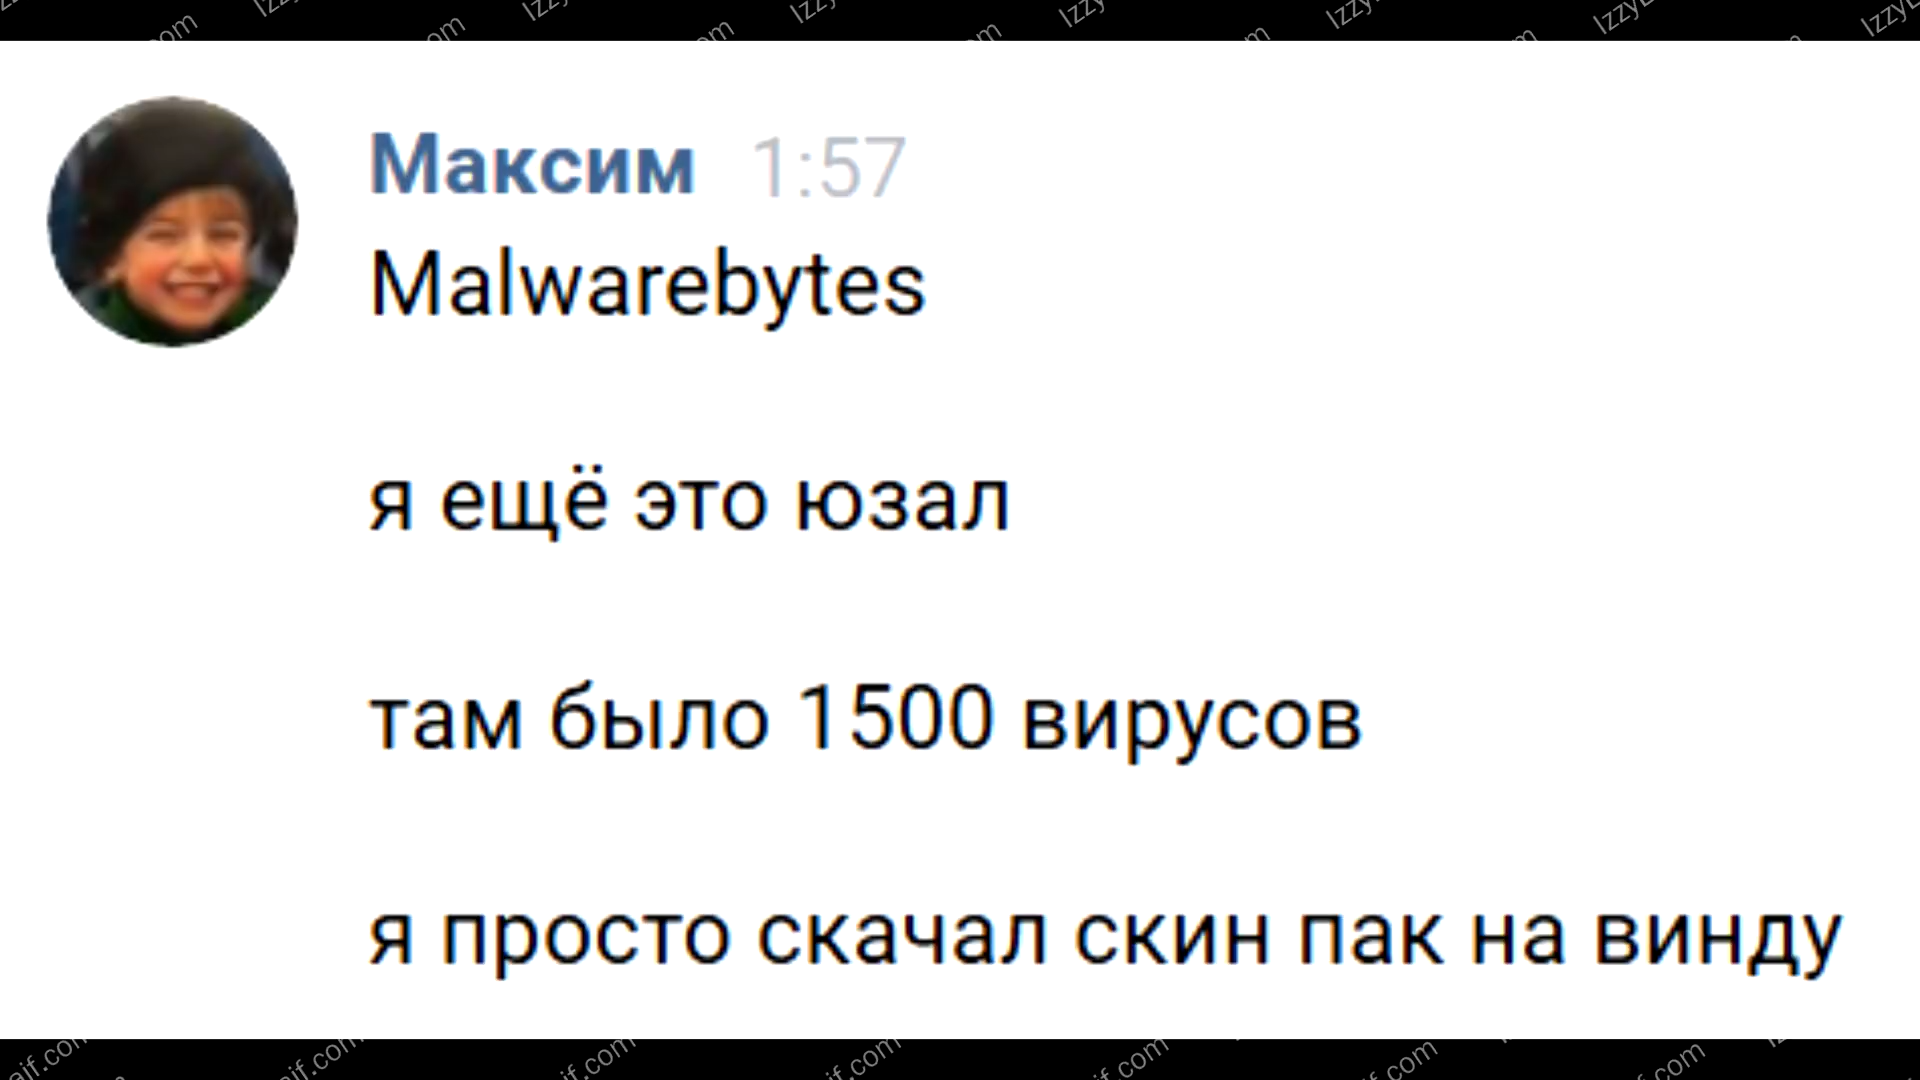 Максим 1:57
Malwarebytes
я ещё это юзал
там было 1500 вирусов
я просто скачал скин пак на винду